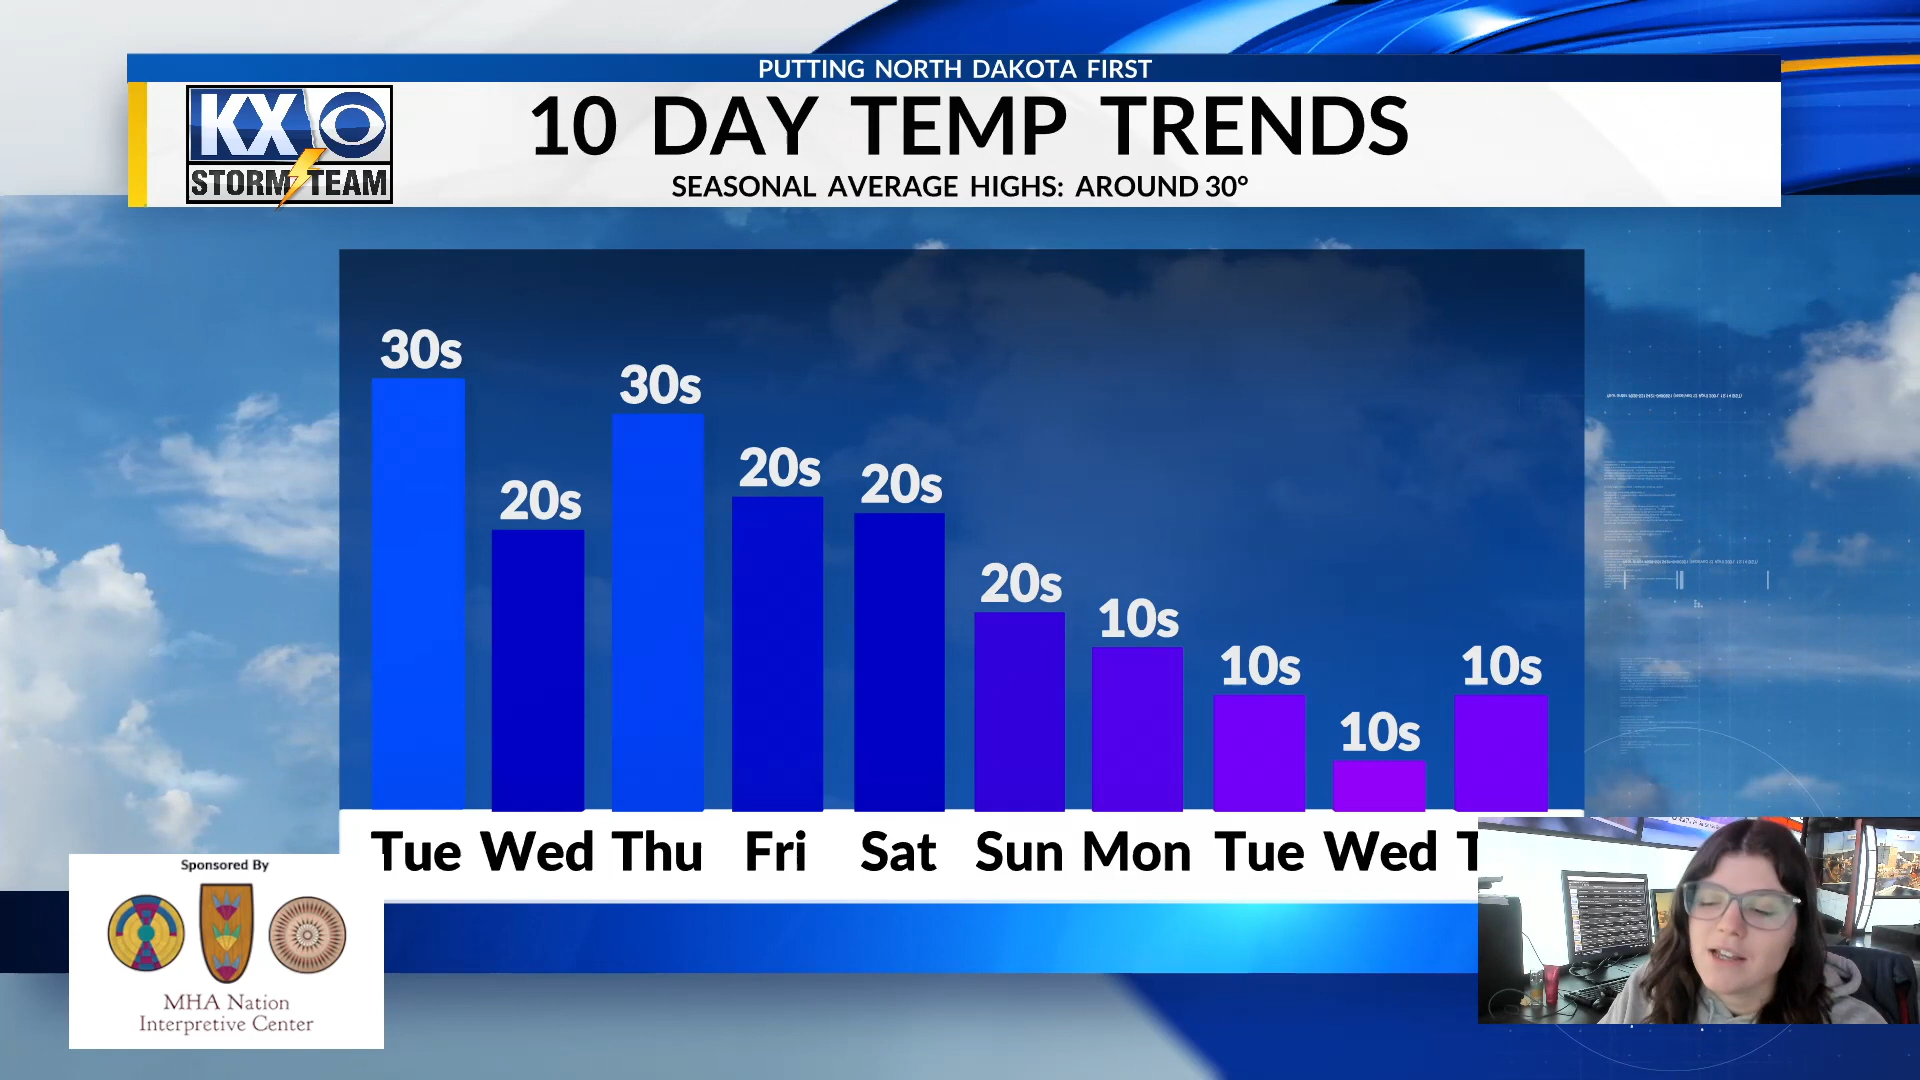 PUTTING NORTH DAKOTA FIRST
KX
STORM TEAM
10 DAY TEMP TRENDS
SEASONAL AVERAGE HIGHS: AROUND 30°
30s
20s
30s
20s
20s
20s
10s
10s
10s
10s
Tue Wed Thu Fri Sat Sun Mon Tue Wed T
Sponsored By
MHA Nation
Interpretive Center